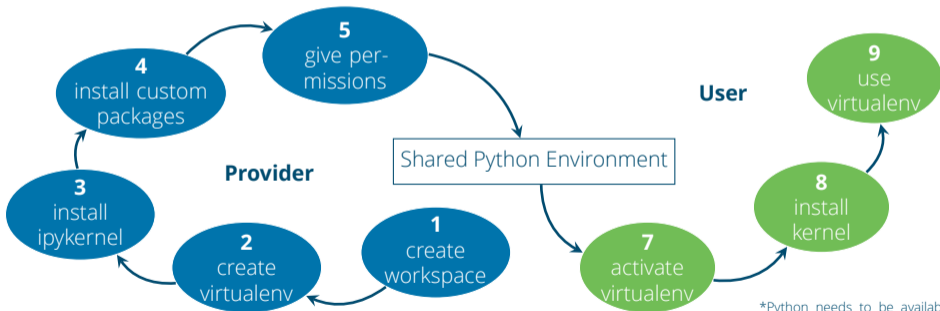 5
give per-
missions
4
install custom
packages
9
use
virtualenv
User
Shared Python Environment
Provider
3
install
ipykernel
8
install
kernel
1
create
workspace
2
create
virtualenv
7
activate
virtualenv
*Python needs to be